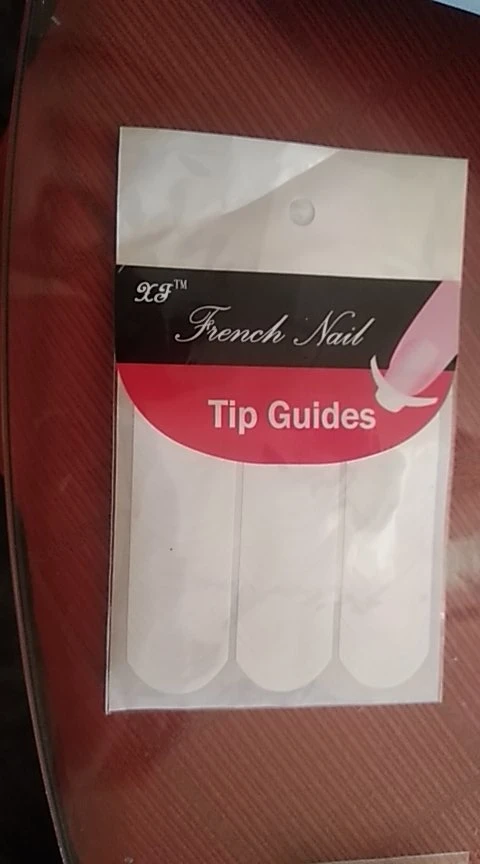 XF™
French Nail
Tip Guides